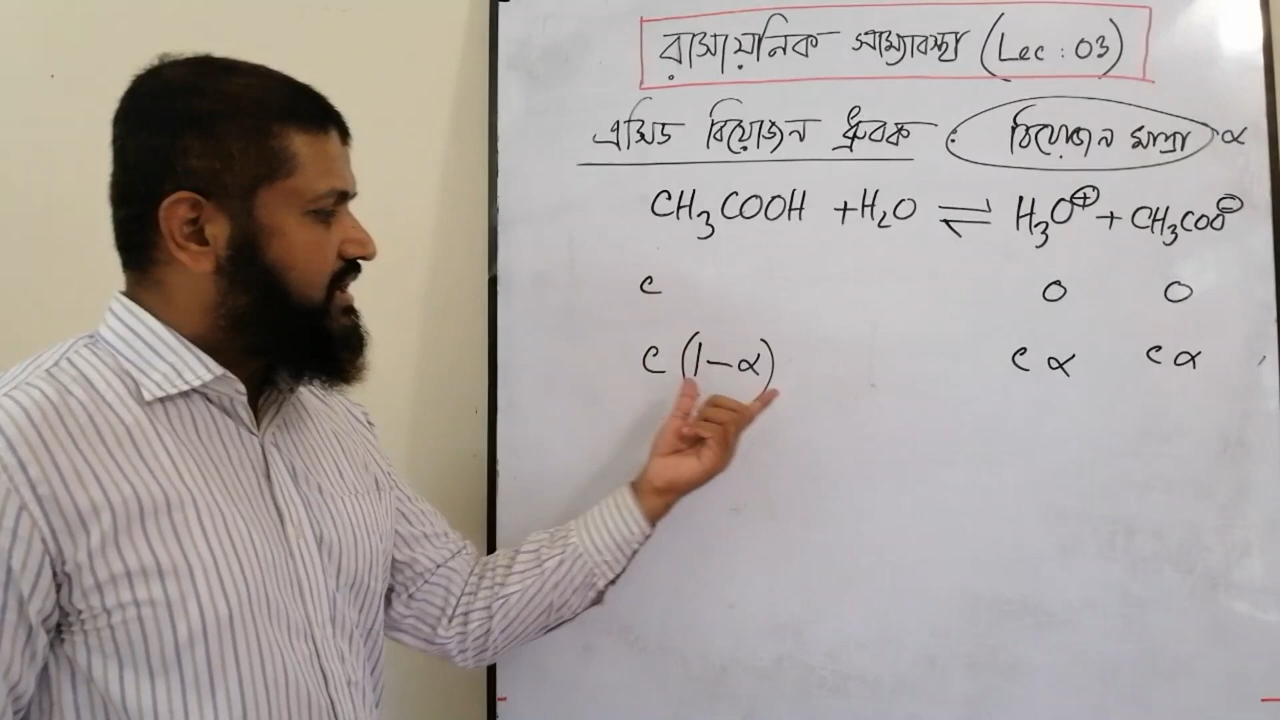 রাসায়নিক সাম্যাবস্থা (Lec : 03)
এসিড বিয়োজন ধ্রুবক : বিয়োজন মাত্রা α
CH₃COOH + H₂O ⇌ H₃O⊕ + CH₃COO⊖
c 0 0
c (1-α) c α c α